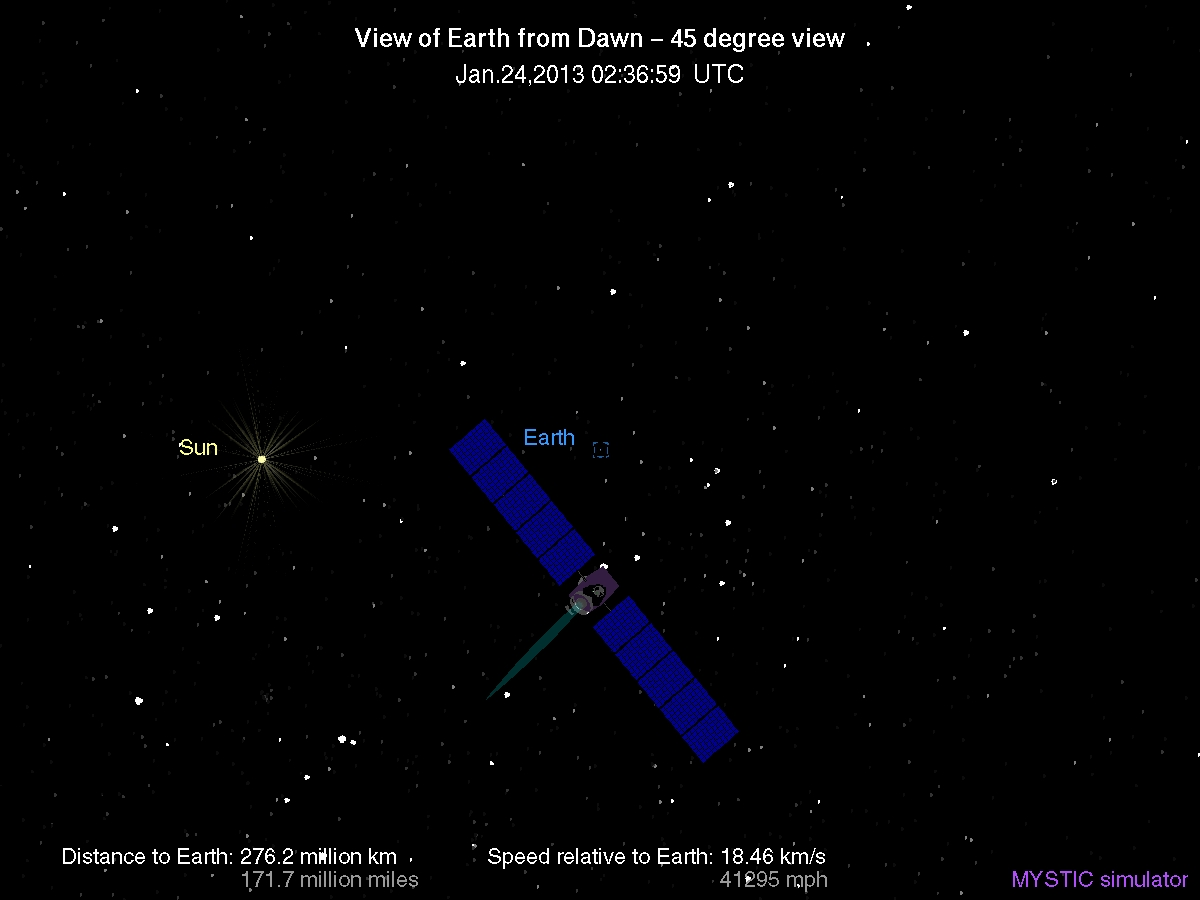 View of Earth from Dawn – 45 degree view
Jan.24,2013 02:36:59 UTC
Earth
Sun
Distance to Earth: 276.2 million km
171.7 million miles
Speed relative to Earth: 18.46 km/s
41295 mph
MYSTIC simulator